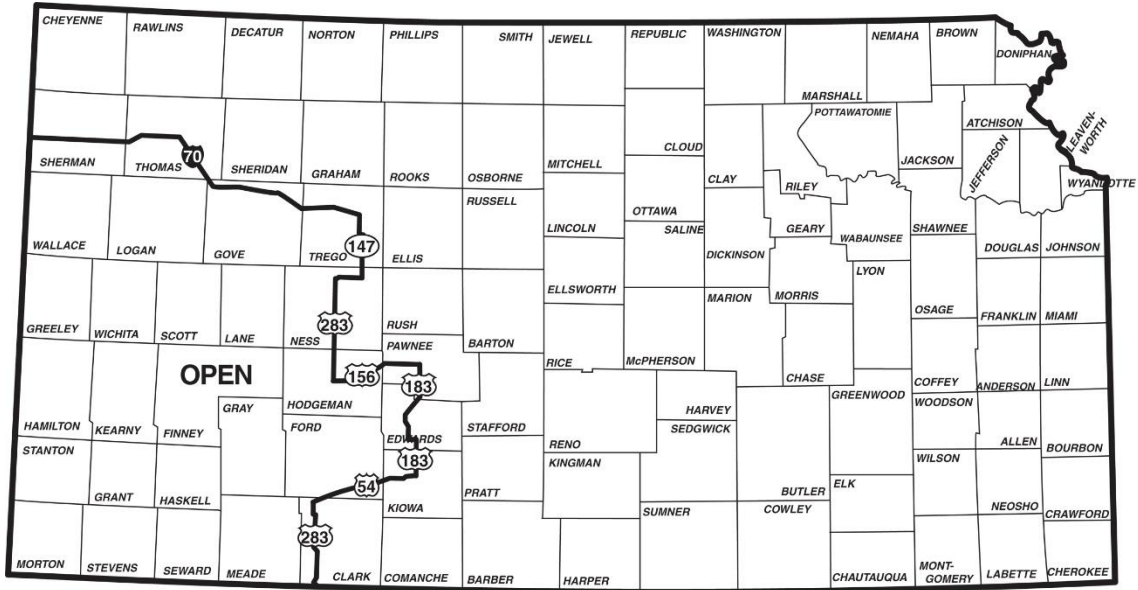 CHEYENNE
RAWLINS
DECATUR
NORTON
PHILLIPS
SMITH
JEWELL
REPUBLIC
WASHINGTON
MARSHALL
NEMAHA
BROWN
DONIPHAN
SHERMAN
THOMAS
70
SHERIDAN
GRAHAM
ROOKS
OSBORNE
MITCHELL
CLOUD
CLAY
RILEY
POTTAWATOMIE
JACKSON
ATCHISON
JEFFERSON
LEAVEN-
WORTH
WYANDOTTE
WALLACE
LOGAN
GOVE
TREGO
147
ELLIS
RUSSELL
LINCOLN
OTTAWA
SALINE
DICKINSON
GEARY
WABAUNSEE
SHAWNEE
DOUGLAS
JOHNSON
GREELEY
WICHITA
SCOTT
LANE
NESS
283
RUSH
PAWNEE
BARTON
ELLSWORTH
RICE
McPHERSON
MARION
MORRIS
CHASE
LYON
OSAGE
FRANKLIN
MIAMI
OPEN
156
183
HAMILTON
KEARNY
FINNEY
GRAY
HODGEMAN
FORD
EDWARDS
STAFFORD
RENO
HARVEY
SEDGWICK
GREENWOOD
COFFEY
ANDERSON
LINN
WOODSON
ALLEN
BOURBON
STANTON
GRANT
HASKELL
54
183
KIOWA
PRATT
KINGMAN
BUTLER
ELK
WILSON
NEOSHO
CRAWFORD
MORTON
STEVENS
SEWARD
MEADE
283
CLARK
COMANCHE
BARBER
HARPER
SUMNER
COWLEY
CHAUTAUQUA
MONT-
GOMERY
LABETTE
CHEROKEE